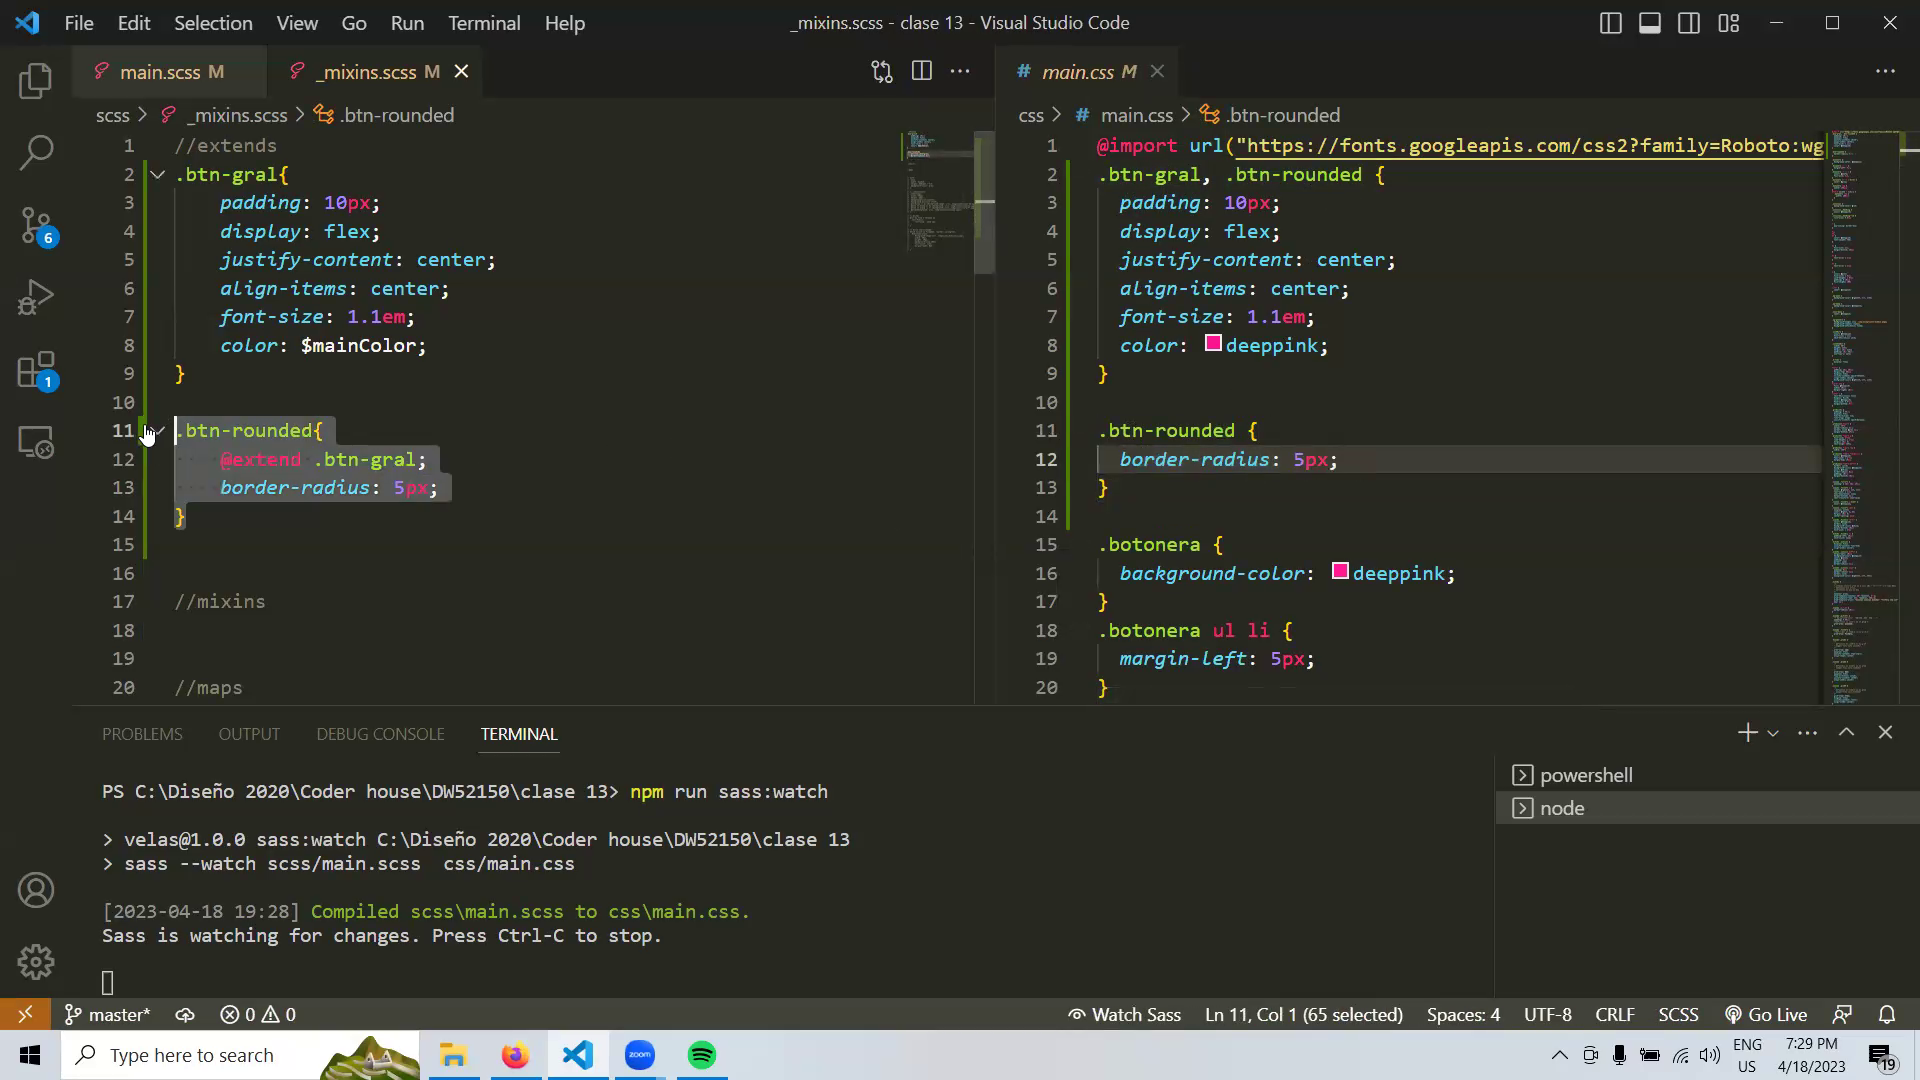 File Edit Selection View Go Run Terminal Help
_mixins.scss - clase 13 - Visual Studio Code
main.scss M
_mixins.scss M
main.css M
scss > _mixins.scss > .btn-rounded
css > # main.css > .btn-rounded
1 //extends
2 .btn-gral{
3 padding: 10px;
4 display: flex;
5 justify-content: center;
6 align-items: center;
7 font-size: 1.1em;
8 color: $mainColor;
9 }
10
11 .btn-rounded{
12 @extend .btn-gral;
13 border-radius: 5px;
14 }
15
16
17 //mixins
18
19
20 //maps
1 @import url("https://fonts.googleapis.com/css2?family=Roboto:wg
2 .btn-gral, .btn-rounded {
3 padding: 10px;
4 display: flex;
5 justify-content: center;
6 align-items: center;
7 font-size: 1.1em;
8 color: deeppink;
9 }
10
11 .btn-rounded {
12 border-radius: 5px;
13 }
14
15 .botonera {
16 background-color: deeppink;
17 }
18 .botonera ul li {
19 margin-left: 5px;
20 }
6
1
PROBLEMS OUTPUT DEBUG CONSOLE TERMINAL
PS C:\Diseño 2020\Coder house\DW52150\clase 13> npm run sass:watch
> velas@1.0.0 sass:watch C:\Diseño 2020\Coder house\DW52150\clase 13
> sass --watch scss/main.scss css/main.css
[2023-04-18 19:28] Compiled scss\main.scss to css\main.css.
Sass is watching for changes. Press Ctrl-C to stop.
powershell
node
master* 0 0 Watch Sass Ln 11, Col 1 (65 selected) Spaces: 4 UTF-8 CRLF SCSS Go Live
Type here to search
zoom
ENG
US
7:29 PM
4/18/2023
19